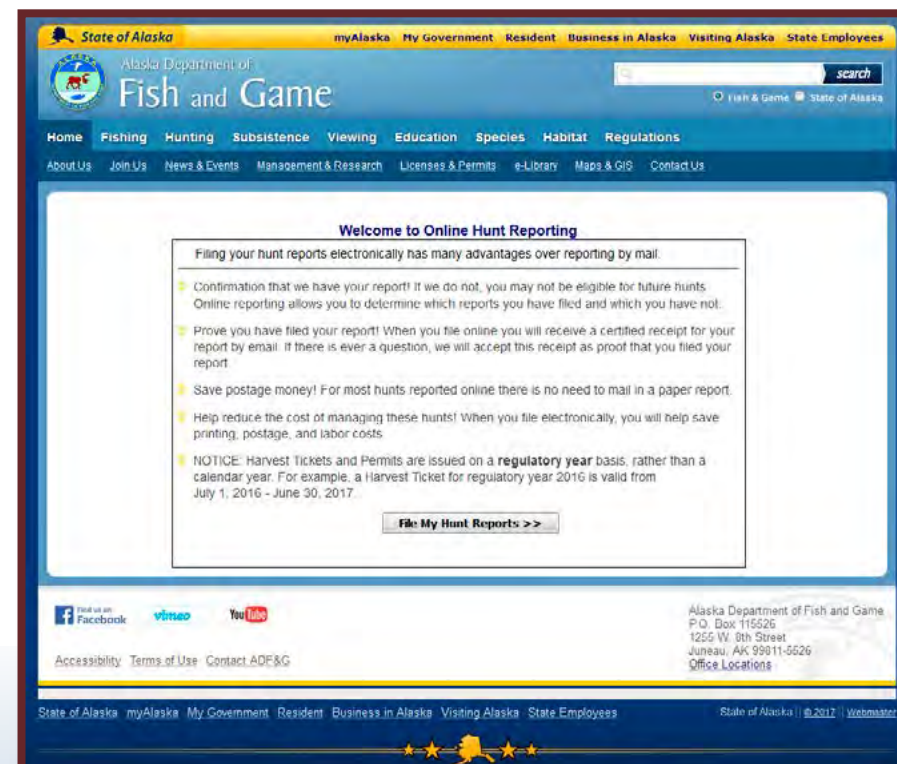 State of Alaska
myAlaska My Government Resident Business in Alaska Visiting Alaska State Employees
Alaska Department of
Fish and Game
search
Fish & Game State of Alaska
Home Fishing Hunting Subsistence Viewing Education Species Habitat Regulations
About Us Join Us News & Events Management & Research Licenses & Permits e-Library Maps & GIS Contact Us
Welcome to Online Hunt Reporting
Filing your hunt reports electronically has many advantages over reporting by mail.
Confirmation that we have your report! If we do not, you may not be eligible for future hunts.
Online reporting allows you to determine which reports you have filed and which you have not.
Prove you have filed your report! When you file online you will receive a certified receipt for your
report by email. If there is ever a question, we will accept this receipt as proof that you filed your
report.
Save postage money! For most hunts reported online there is no need to mail in a paper report.
Help reduce the cost of managing these hunts! When you file electronically, you will help save
printing, postage, and labor costs.
NOTICE: Harvest Tickets and Permits are issued on a regulatory year basis, rather than a
calendar year. For example, a Harvest Ticket for regulatory year 2016 is valid from
July 1, 2016 - June 30, 2017.
File My Hunt Reports >>
Find us on
Facebook
vimeo
YouTube
Alaska Department of Fish and Game
P.O. Box 115526
1255 W. 8th Street
Juneau, AK 99811-5526
Office Locations
Accessibility Terms of Use Contact ADF&G
State of Alaska myAlaska My Government Resident Business in Alaska Visiting Alaska State Employees
State of Alaska | © 2017 | Webmaster